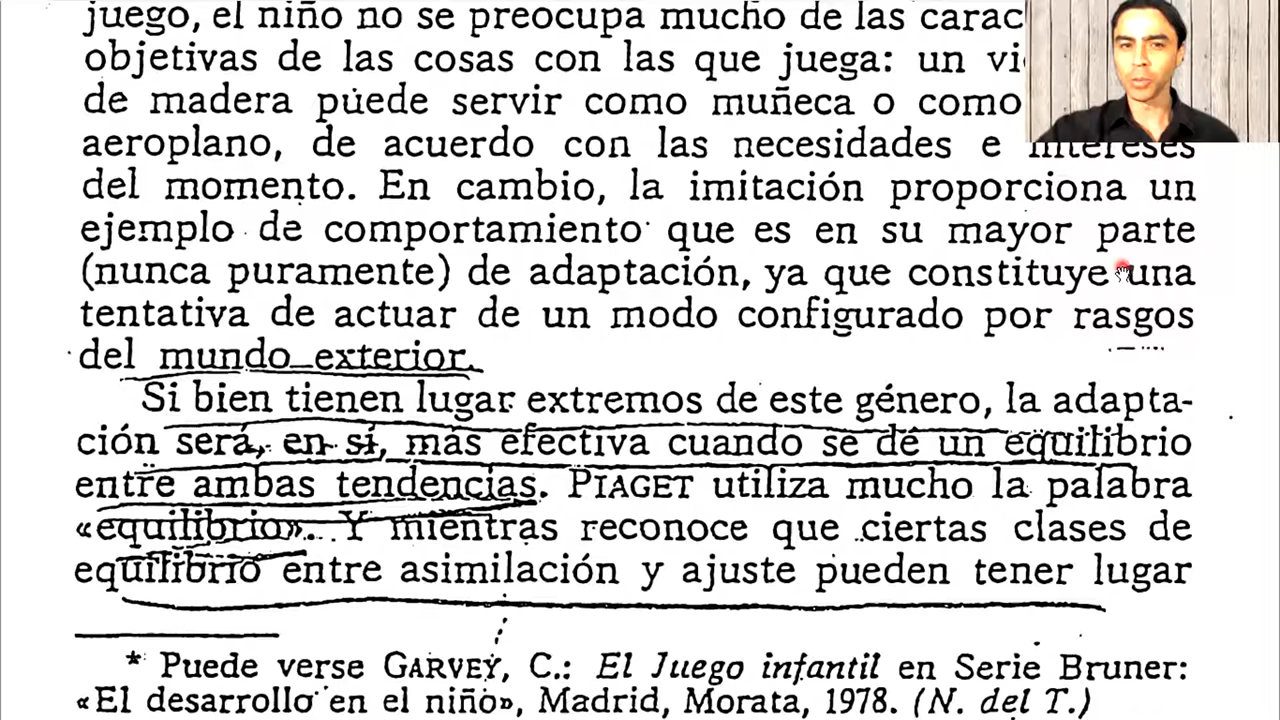 juego, el niño no se preocupa mucho de las carac
objetivas de las cosas con las que juega: un vi
de madera puede servir como muñeca o como
aeroplano, de acuerdo con las necesidades e intereses
del momento. En cambio, la imitación proporciona un
ejemplo de comportamiento que es en su mayor parte
(nunca puramente) de adaptación, ya que constituye una
tentativa de actuar de un modo configurado por rasgos
del mundo exterior.
Si bien tienen lugar extremos de este género, la adapta-
ción será, en sí, más efectiva cuando se dé un equilibrio
entre ambas tendencias. PIAGET utiliza mucho la palabra
«equilibrio». Y mientras reconoce que ciertas clases de
equilibrio entre asimilación y ajuste pueden tener lugar
* Puede verse GARVEY, C.: El Juego infantil en Serie Bruner:
«El desarrollo en el niño», Madrid, Morata, 1978. (N. del T.)